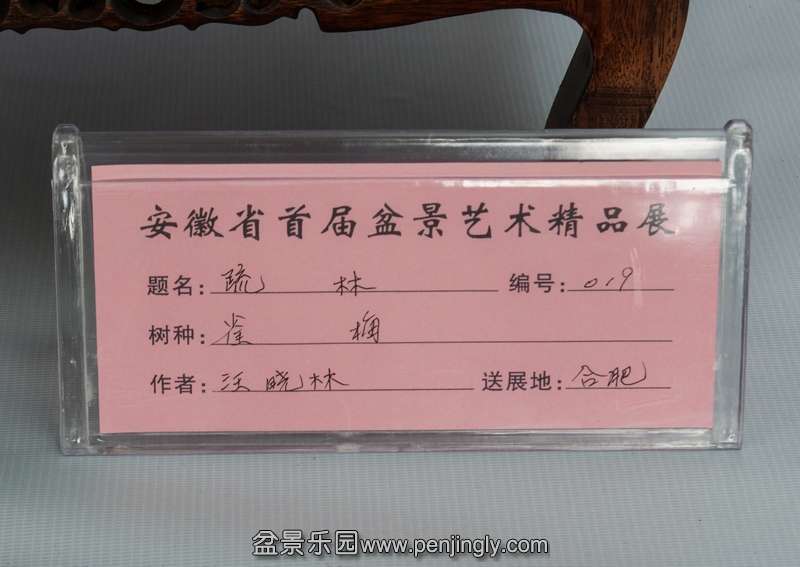 安徽省首届盆景艺术精品展
题名：疏林 编号：019
树种：雀梅
作者：汪晓林 送展地：合肥
盆景乐园www.penjingly.com